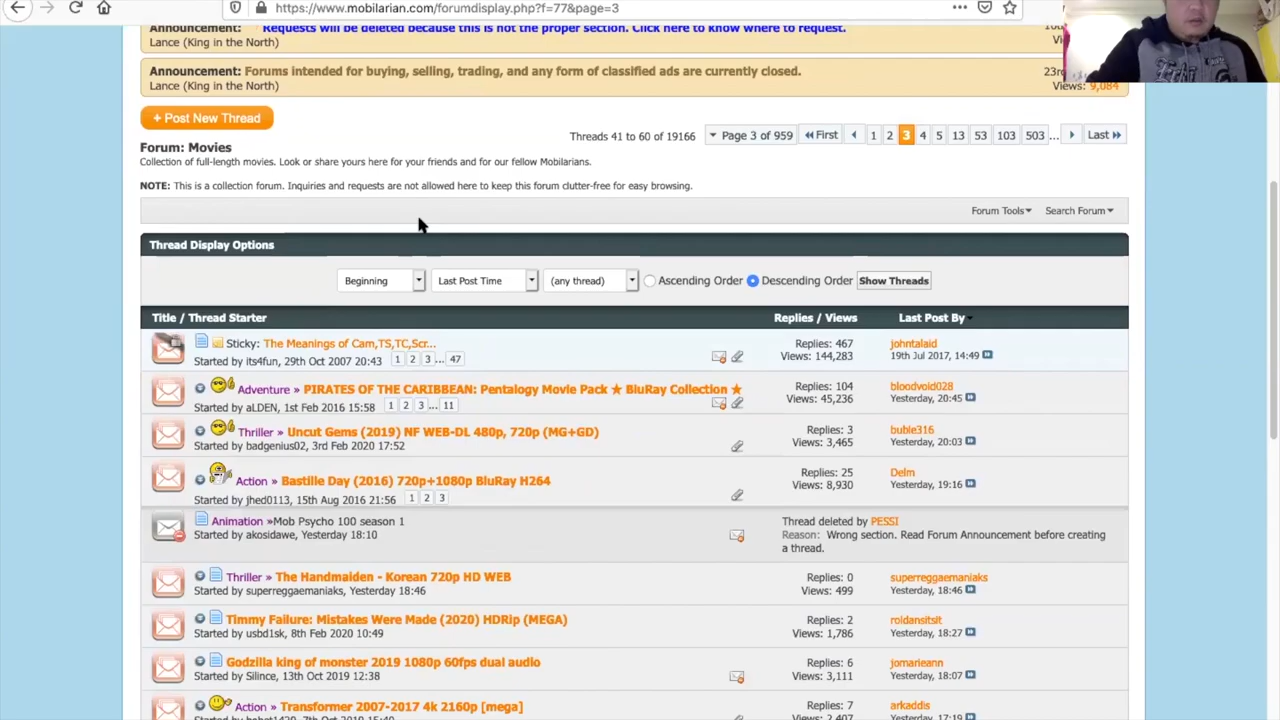 https://www.mobilarian.com/forumdisplay.php?f=77&page=3
Announcement: Requests will be deleted because this is not the proper section. Click here to know where to request.
Lance (King in the North)
Announcement: Forums intended for buying, selling, trading, and any form of classified ads are currently closed.
Lance (King in the North)
Views: 9,084
+ Post New Thread
Threads 41 to 60 of 19166
Page 3 of 959 First 1 2 3 4 5 13 53 103 503 ... Last
Forum: Movies
Collection of full-length movies. Look or share yours here for your friends and for our fellow Mobilarians.
NOTE: This is a collection forum. Inquiries and requests are not allowed here to keep this forum clutter-free for easy browsing.
Forum Tools Search Forum
Thread Display Options
Beginning Last Post Time (any thread) Ascending Order Descending Order Show Threads
Title / Thread Starter Replies / Views Last Post By
Sticky: The Meanings of Cam,TS,TC,Scr... Replies: 467 johntalaid
Started by its4fun, 29th Oct 2007 20:43 1 2 3 ... 47 Views: 144,283 19th Jul 2017, 14:49
Adventure » PIRATES OF THE CARIBBEAN: Pentalogy Movie Pack ★ BluRay Collection ★ Replies: 104 bloodvoid028
Started by aLDEN, 1st Feb 2016 15:58 1 2 3 ... 11 Views: 45,236 Yesterday, 20:45
Thriller » Uncut Gems (2019) NF WEB-DL 480p, 720p (MG+GD) Replies: 3 buble316
Started by badgenius02, 3rd Feb 2020 17:52 Views: 3,465 Yesterday, 20:03
Action » Bastille Day (2016) 720p+1080p BluRay H264 Replies: 25 Delm
Started by jhed0113, 15th Aug 2016 21:56 1 2 3 Views: 8,930 Yesterday, 19:16
Animation »Mob Psycho 100 season 1 Thread deleted by PESSI
Started by akosidawe, Yesterday 18:10 Reason: Wrong section. Read Forum Announcement before creating
a thread.
Thriller » The Handmaiden - Korean 720p HD WEB Replies: 0 superreggaemaniaks
Started by superreggaemaniaks, Yesterday 18:46 Views: 499 Yesterday, 18:46
Timmy Failure: Mistakes Were Made (2020) HDRip (MEGA) Replies: 2 roldansitsit
Started by usbd1sk, 8th Feb 2020 10:49 Views: 1,786 Yesterday, 18:27
Godzilla king of monster 2019 1080p 60fps dual audio Replies: 6 jomarieann
Started by Silince, 13th Oct 2019 12:38 Views: 3,111 Yesterday, 18:07
Action » Transformer 2007-2017 4k 2160p [mega] Replies: 7 arkaddis
Views: 2,407 Yesterday, 17:19